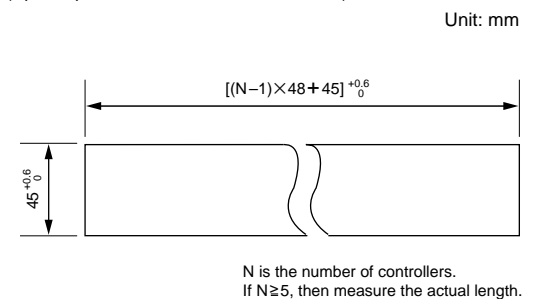 Unit: mm
[(N–1)×48+45] +0.6 0
45 +0.6 0
N is the number of controllers.
If N≧5, then measure the actual length.